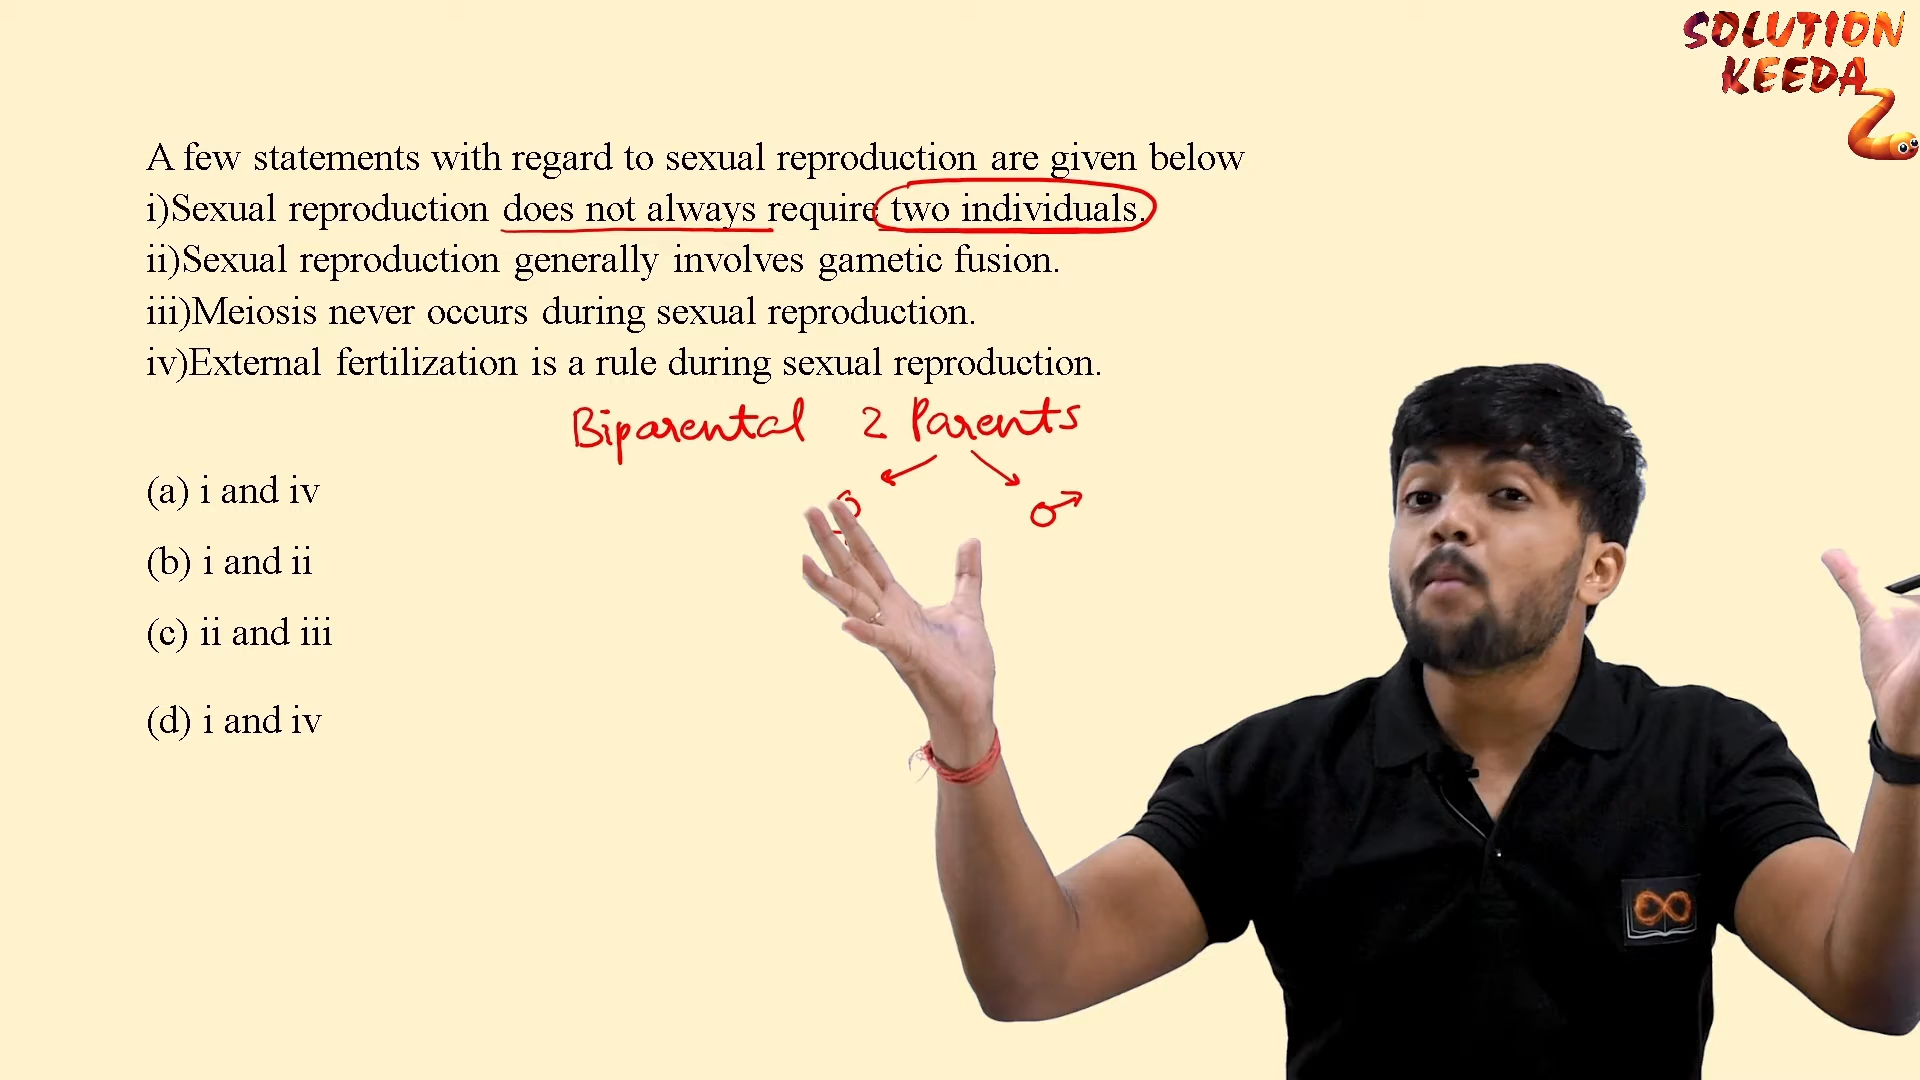 SOLUTION
KEEDA
A few statements with regard to sexual reproduction are given below
i)Sexual reproduction does not always require two individuals.
ii)Sexual reproduction generally involves gametic fusion.
iii)Meiosis never occurs during sexual reproduction.
iv)External fertilization is a rule during sexual reproduction.
Biparental 2 Parents
♂
(a) i and iv
(b) i and ii
(c) ii and iii
(d) i and iv